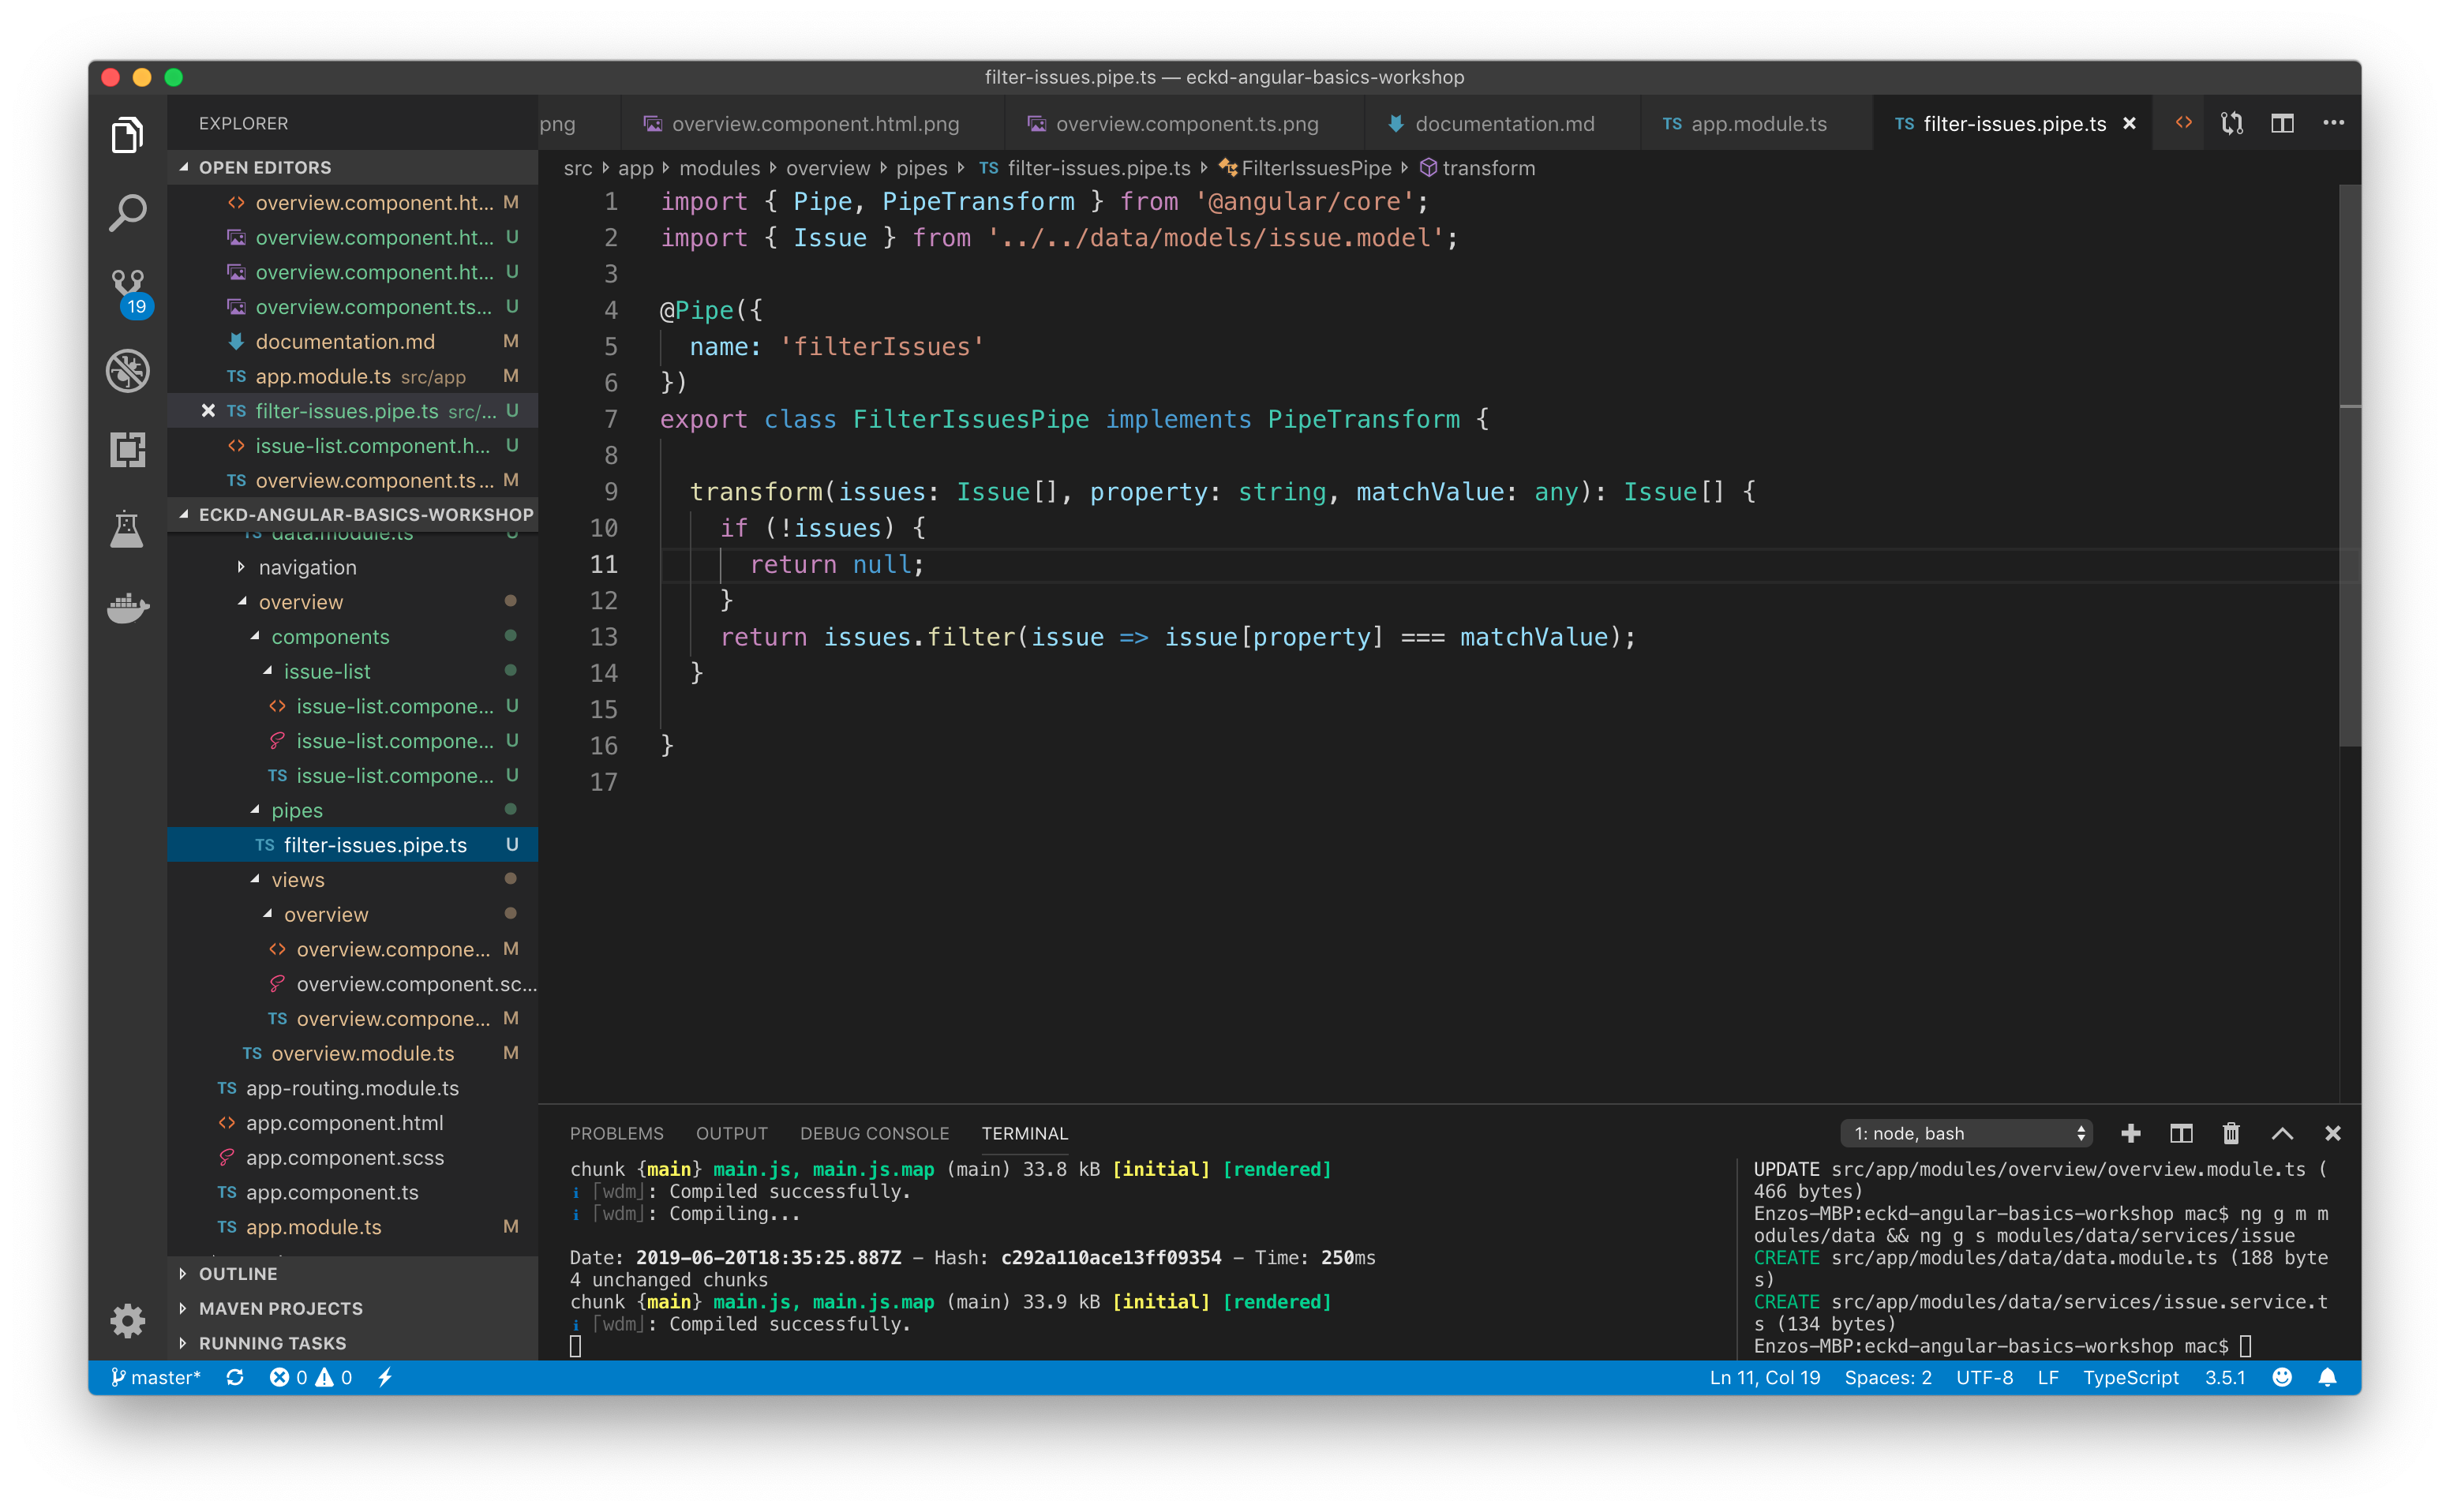 filter-issues.pipe.ts — eckd-angular-basics-workshop
EXPLORER
OPEN EDITORS
overview.component.ht... M
overview.component.ht... U
overview.component.ht... U
overview.component.ts... U
documentation.md M
app.module.ts src/app M
filter-issues.pipe.ts src/... U
issue-list.component.h... U
overview.component.ts ... M
ECKD-ANGULAR-BASICS-WORKSHOP
data.module.ts U
navigation
overview
components
issue-list
issue-list.compone... U
issue-list.compone... U
issue-list.compone... U
pipes
TS filter-issues.pipe.ts U
views
overview
overview.compone... M
overview.component.sc...
TS overview.compone... M
TS overview.module.ts M
TS app-routing.module.ts
app.component.html
app.component.scss
TS app.component.ts
TS app.module.ts M
OUTLINE
MAVEN PROJECTS
RUNNING TASKS
19
png
overview.component.html.png
overview.component.ts.png
documentation.md
TS app.module.ts
TS filter-issues.pipe.ts
src app modules overview pipes TS filter-issues.pipe.ts FilterIssuesPipe transform
1 import { Pipe, PipeTransform } from '@angular/core';
2 import { Issue } from '../../data/models/issue.model';
3
4 @Pipe({
5 name: 'filterIssues'
6 })
7 export class FilterIssuesPipe implements PipeTransform {
8
9 transform(issues: Issue[], property: string, matchValue: any): Issue[] {
10 if (!issues) {
11 return null;
12 }
13 return issues.filter(issue => issue[property] === matchValue);
14 }
15
16 }
17
PROBLEMS OUTPUT DEBUG CONSOLE TERMINAL 1: node, bash
chunk {main} main.js, main.js.map (main) 33.8 kB [initial] [rendered]
ℹ ｢wdm｣: Compiled successfully.
ℹ ｢wdm｣: Compiling...
Date: 2019-06-20T18:35:25.887Z - Hash: c292a110ace13ff09354 - Time: 250ms
4 unchanged chunks
chunk {main} main.js, main.js.map (main) 33.9 kB [initial] [rendered]
ℹ ｢wdm｣: Compiled successfully.
UPDATE src/app/modules/overview/overview.module.ts (
466 bytes)
Enzos-MBP:eckd-angular-basics-workshop mac$ ng g m m
odules/data && ng g s modules/data/services/issue
CREATE src/app/modules/data/data.module.ts (188 byte
s)
CREATE src/app/modules/data/services/issue.service.t
s (134 bytes)
Enzos-MBP:eckd-angular-basics-workshop mac$
master* 0 0 Ln 11, Col 19 Spaces: 2 UTF-8 LF TypeScript 3.5.1